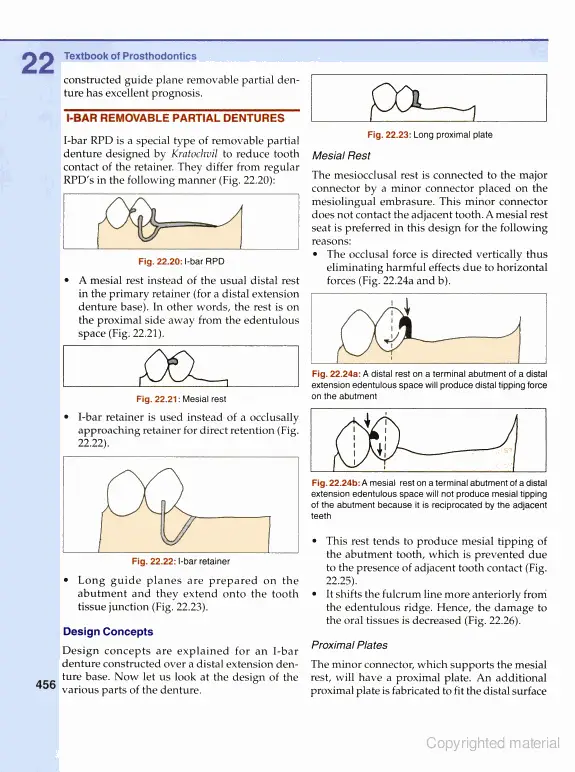 22
Textbook of Prosthodontics
constructed guide plane removable partial den-
ture has excellent prognosis.
I-BAR REMOVABLE PARTIAL DENTURES
I-bar RPD is a special type of removable partial
denture designed by Kratochvil to reduce tooth
contact of the retainer. They differ from regular
RPD's in the following manner (Fig. 22.20):
Fig. 22.20: I-bar RPD
• A mesial rest instead of the usual distal rest
in the primary retainer (for a distal extension
denture base). In other words, the rest is on
the proximal side away from the edentulous
space (Fig. 22.21).
Fig. 22.21: Mesial rest
• I-bar retainer is used instead of a occlusally
approaching retainer for direct retention (Fig.
22.22).
Fig. 22.22: I-bar retainer
• Long guide planes are prepared on the
abutment and they extend onto the tooth
tissue junction (Fig. 22.23).
Design Concepts
Design concepts are explained for an I-bar
denture constructed over a distal extension den-
ture base. Now let us look at the design of the
various parts of the denture.
456
Fig. 22.23: Long proximal plate
Mesial Rest
The mesiocclusal rest is connected to the major
connector by a minor connector placed on the
mesiolingual embrasure. This minor connector
does not contact the adjacent tooth. A mesial rest
seat is preferred in this design for the following
reasons:
• The occlusal force is directed vertically thus
eliminating harmful effects due to horizontal
forces (Fig. 22.24a and b).
Fig. 22.24a: A distal rest on a terminal abutment of a distal
extension edentulous space will produce distal tipping force
on the abutment
Fig. 22.24b: A mesial rest on a terminal abutment of a distal
extension edentulous space will not produce mesial tipping
of the abutment because it is reciprocated by the adjacent
teeth
• This rest tends to produce mesial tipping of
the abutment tooth, which is prevented due
to the presence of adjacent tooth contact (Fig.
22.25).
• It shifts the fulcrum line more anteriorly from
the edentulous ridge. Hence, the damage to
the oral tissues is decreased (Fig. 22.26).
Proximal Plates
The minor connector, which supports the mesial
rest, will have a proximal plate. An additional
proximal plate is fabricated to fit the distal surface
Copyrighted material